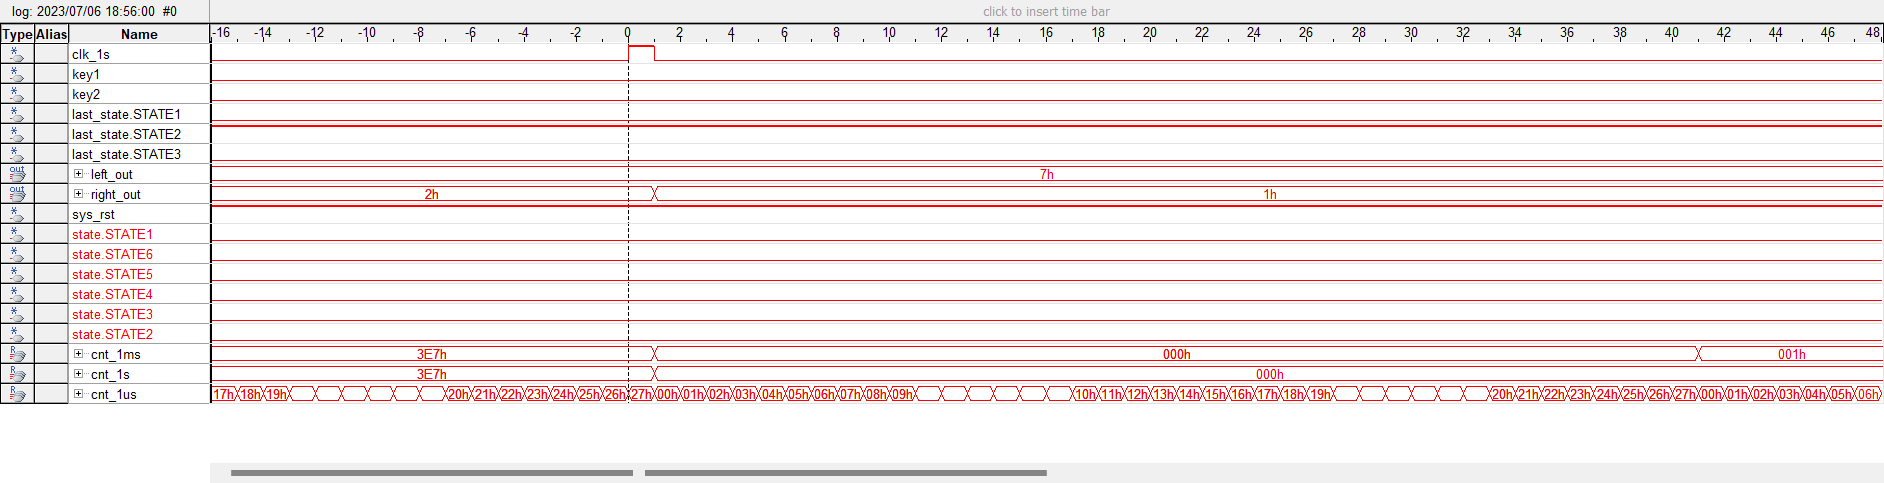 log: 2023/07/06 18:56:00 #0 click to insert time bar
Type Alias Name -16 -14 -12 -10 -8 -6 -4 -2 0 2 4 6 8 10 12 14 16 18 20 22 24 26 28 30 32 34 36 38 40 42 44 46 48
* clk_1s
* key1
* key2
* last_state.STATE1
* last_state.STATE2
* last_state.STATE3
out left_out 7h
out right_out 2h 1h
* sys_rst
* state.STATE1
* state.STATE6
* state.STATE5
* state.STATE4
* state.STATE3
* state.STATE2
R cnt_1ms 3E7h 000h 001h
R cnt_1s 3E7h 000h
R cnt_1us 17h 18h 19h 20h 21h 22h 23h 24h 25h 26h 27h 00h 01h 02h 03h 04h 05h 06h 07h 08h 09h 10h 11h 12h 13h 14h 15h 16h 17h 18h 19h 20h 21h 22h 23h 24h 25h 26h 27h 00h 01h 02h 03h 04h 05h 06h